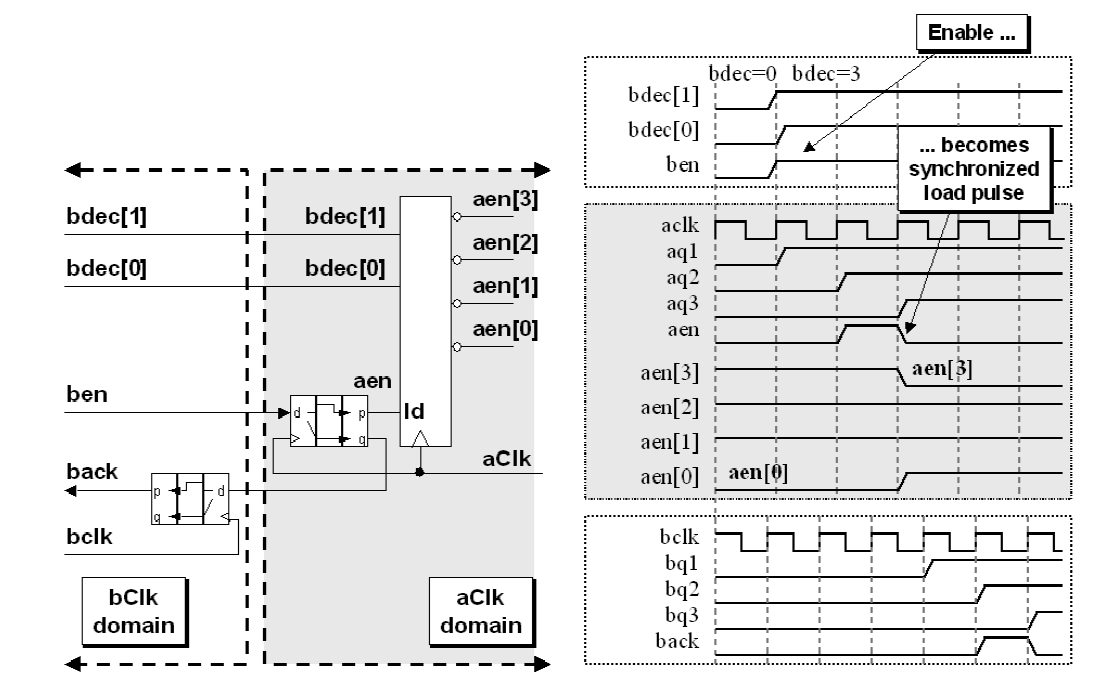 bdec[1]
bdec[0]
ben
back
bclk
bClk
domain
bdec[1]
bdec[0]
aen[3]
aen[2]
aen[1]
aen[0]
aen
d
p
q
ld
aClk
p
d
q
aClk
domain
Enable ...
bdec=0 bdec=3
bdec[1]
bdec[0]
ben
... becomes
synchronized
load pulse
aclk
aq1
aq2
aq3
aen
aen[3] aen[3]
aen[2]
aen[1]
aen[0] aen[0]
bclk
bq1
bq2
bq3
back